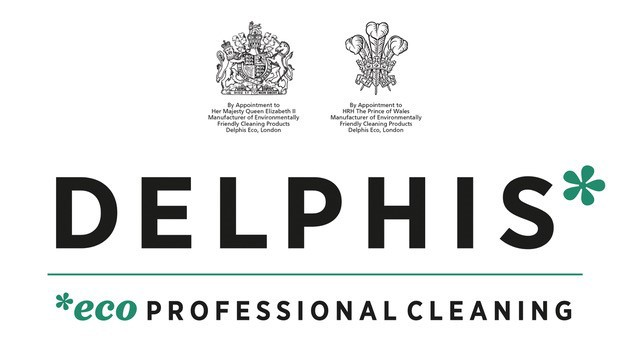 By Appointment to
Her Majesty Queen Elizabeth II
Manufacturer of Environmentally
Friendly Cleaning Products
Delphis Eco, London
By Appointment to
HRH The Prince of Wales
Manufacturer of Environmentally
Friendly Cleaning Products
Delphis Eco, London
DELPHIS*
*eco PROFESSIONAL CLEANING